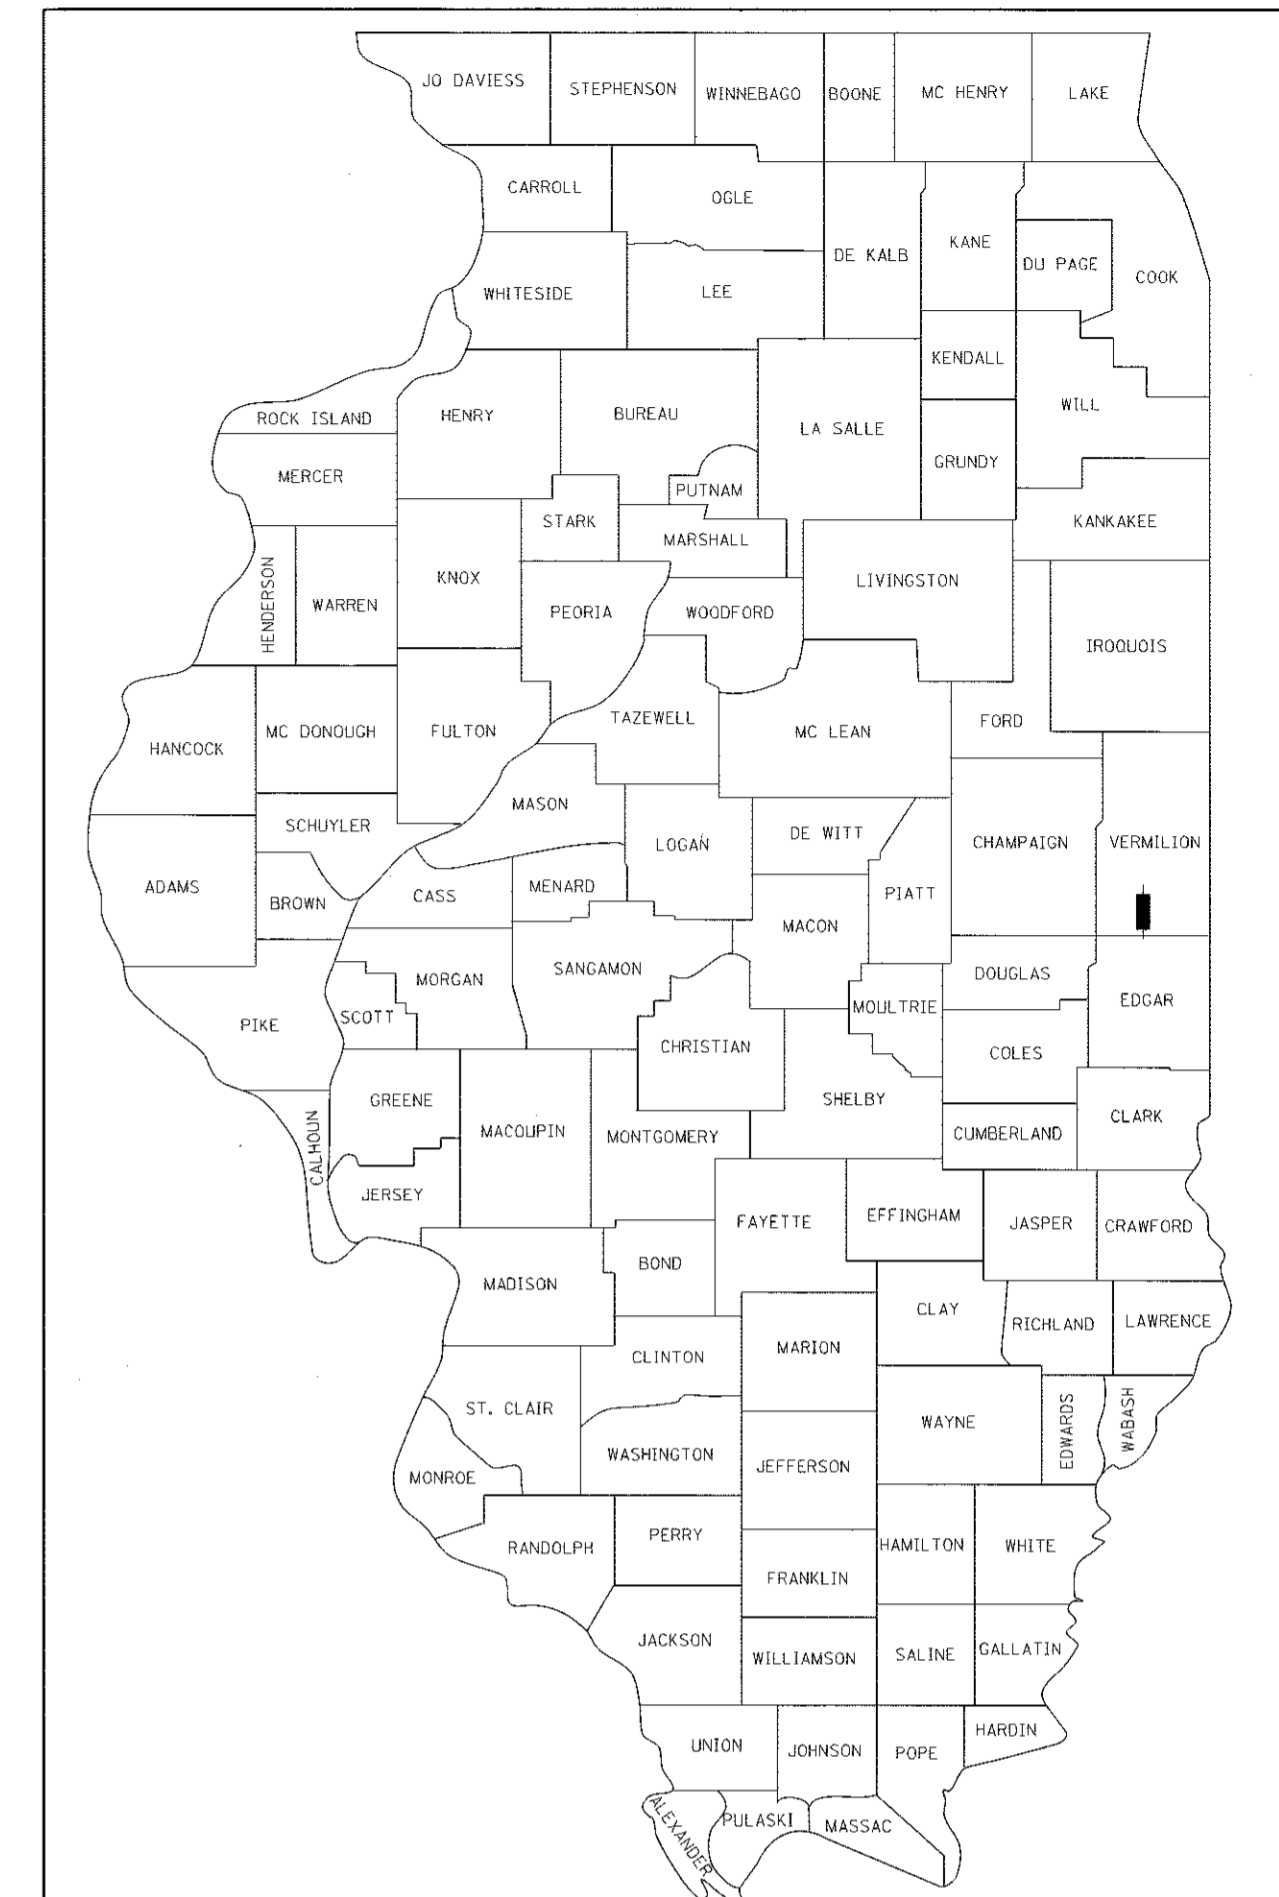 JO DAVIESS
STEPHENSON
WINNEBAGO
BOONE
MC HENRY
LAKE
CARROLL
OGLE
DE KALB
KANE
DU PAGE
COOK
WHITESIDE
LEE
KENDALL
WILL
ROCK ISLAND
HENRY
BUREAU
LA SALLE
GRUNDY
MERCER
PUTNAM
STARK
MARSHALL
KANKAKEE
HENDERSON
WARREN
KNOX
PEORIA
WOODFORD
LIVINGSTON
IROQUOIS
HANCOCK
MC DONOUGH
FULTON
TAZEWELL
MC LEAN
FORD
SCHUYLER
MASON
LOGAN
DE WITT
CHAMPAIGN
VERMILION
ADAMS
BROWN
CASS
MENARD
MACON
PIATT
SANGAMON
DOUGLAS
EDGAR
PIKE
SCOTT
MORGAN
CHRISTIAN
MOULTRIE
COLES
GREENE
MACOUPIN
MONTGOMERY
SHELBY
CUMBERLAND
CLARK
CALHOUN
JERSEY
FAYETTE
EFFINGHAM
JASPER
CRAWFORD
MADISON
BOND
CLAY
RICHLAND
LAWRENCE
CLINTON
MARION
ST. CLAIR
WAYNE
EDWARDS
WABASH
MONROE
WASHINGTON
JEFFERSON
RANDOLPH
PERRY
HAMILTON
WHITE
FRANKLIN
JACKSON
WILLIAMSON
SALINE
GALLATIN
UNION
JOHNSON
POPE
HARDIN
ALEXANDER
PULASKI
MASSAC